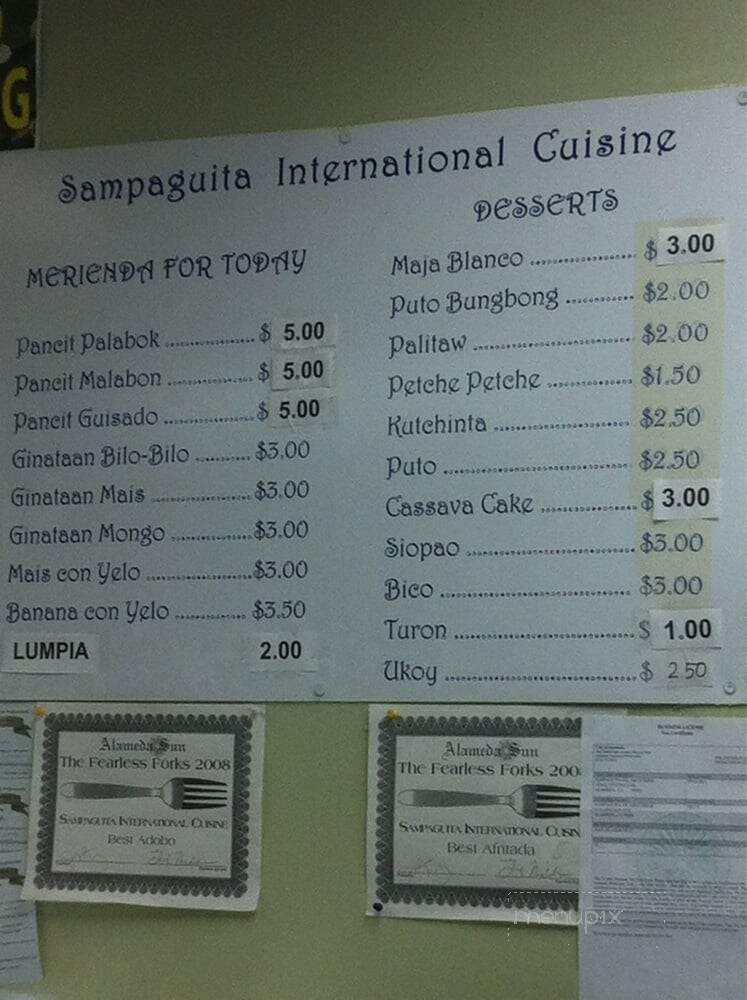 G
Sampaguita International Cuisine
MERIENDA FOR TODAY
Pancit Palabok .................. $ 5.00
Pancit Malabon ................. $ 5.00
Pancit Guisado .................. $ 5.00
Ginataan Bilo-Bilo .......... $3.00
Ginataan Mais ................... $3.00
Ginataan Mongo ............... $3.00
Mais con Yelo ................... $3.00
Banana con Yelo ............. $3.50
LUMPIA 2.00
DESSERTS
Maja Blanco ..................... $ 3.00
Puto Bungbong ............. $2.00
Palitaw ................................ $2.00
Petche Petche ................ $1.50
Kutchinta .......................... $2.50
Puto .................................... $2.50
Cassava Cake .................. $ 3.00
Siopao ................................ $3.00
Bico ..................................... $3.00
Turon .................................. $ 1.00
Ukoy .................................... $ 2 50
Alameda Sun
The Fearless Forks 2008
SAMPAGUITA INTERNATIONAL CUISINE
Best Adobo
Alameda Sun
The Fearless Forks 200
SAMPAGUITA INTERNATIONAL CUISIN
Best Afritada
BUSINESS LICENSE
menupix